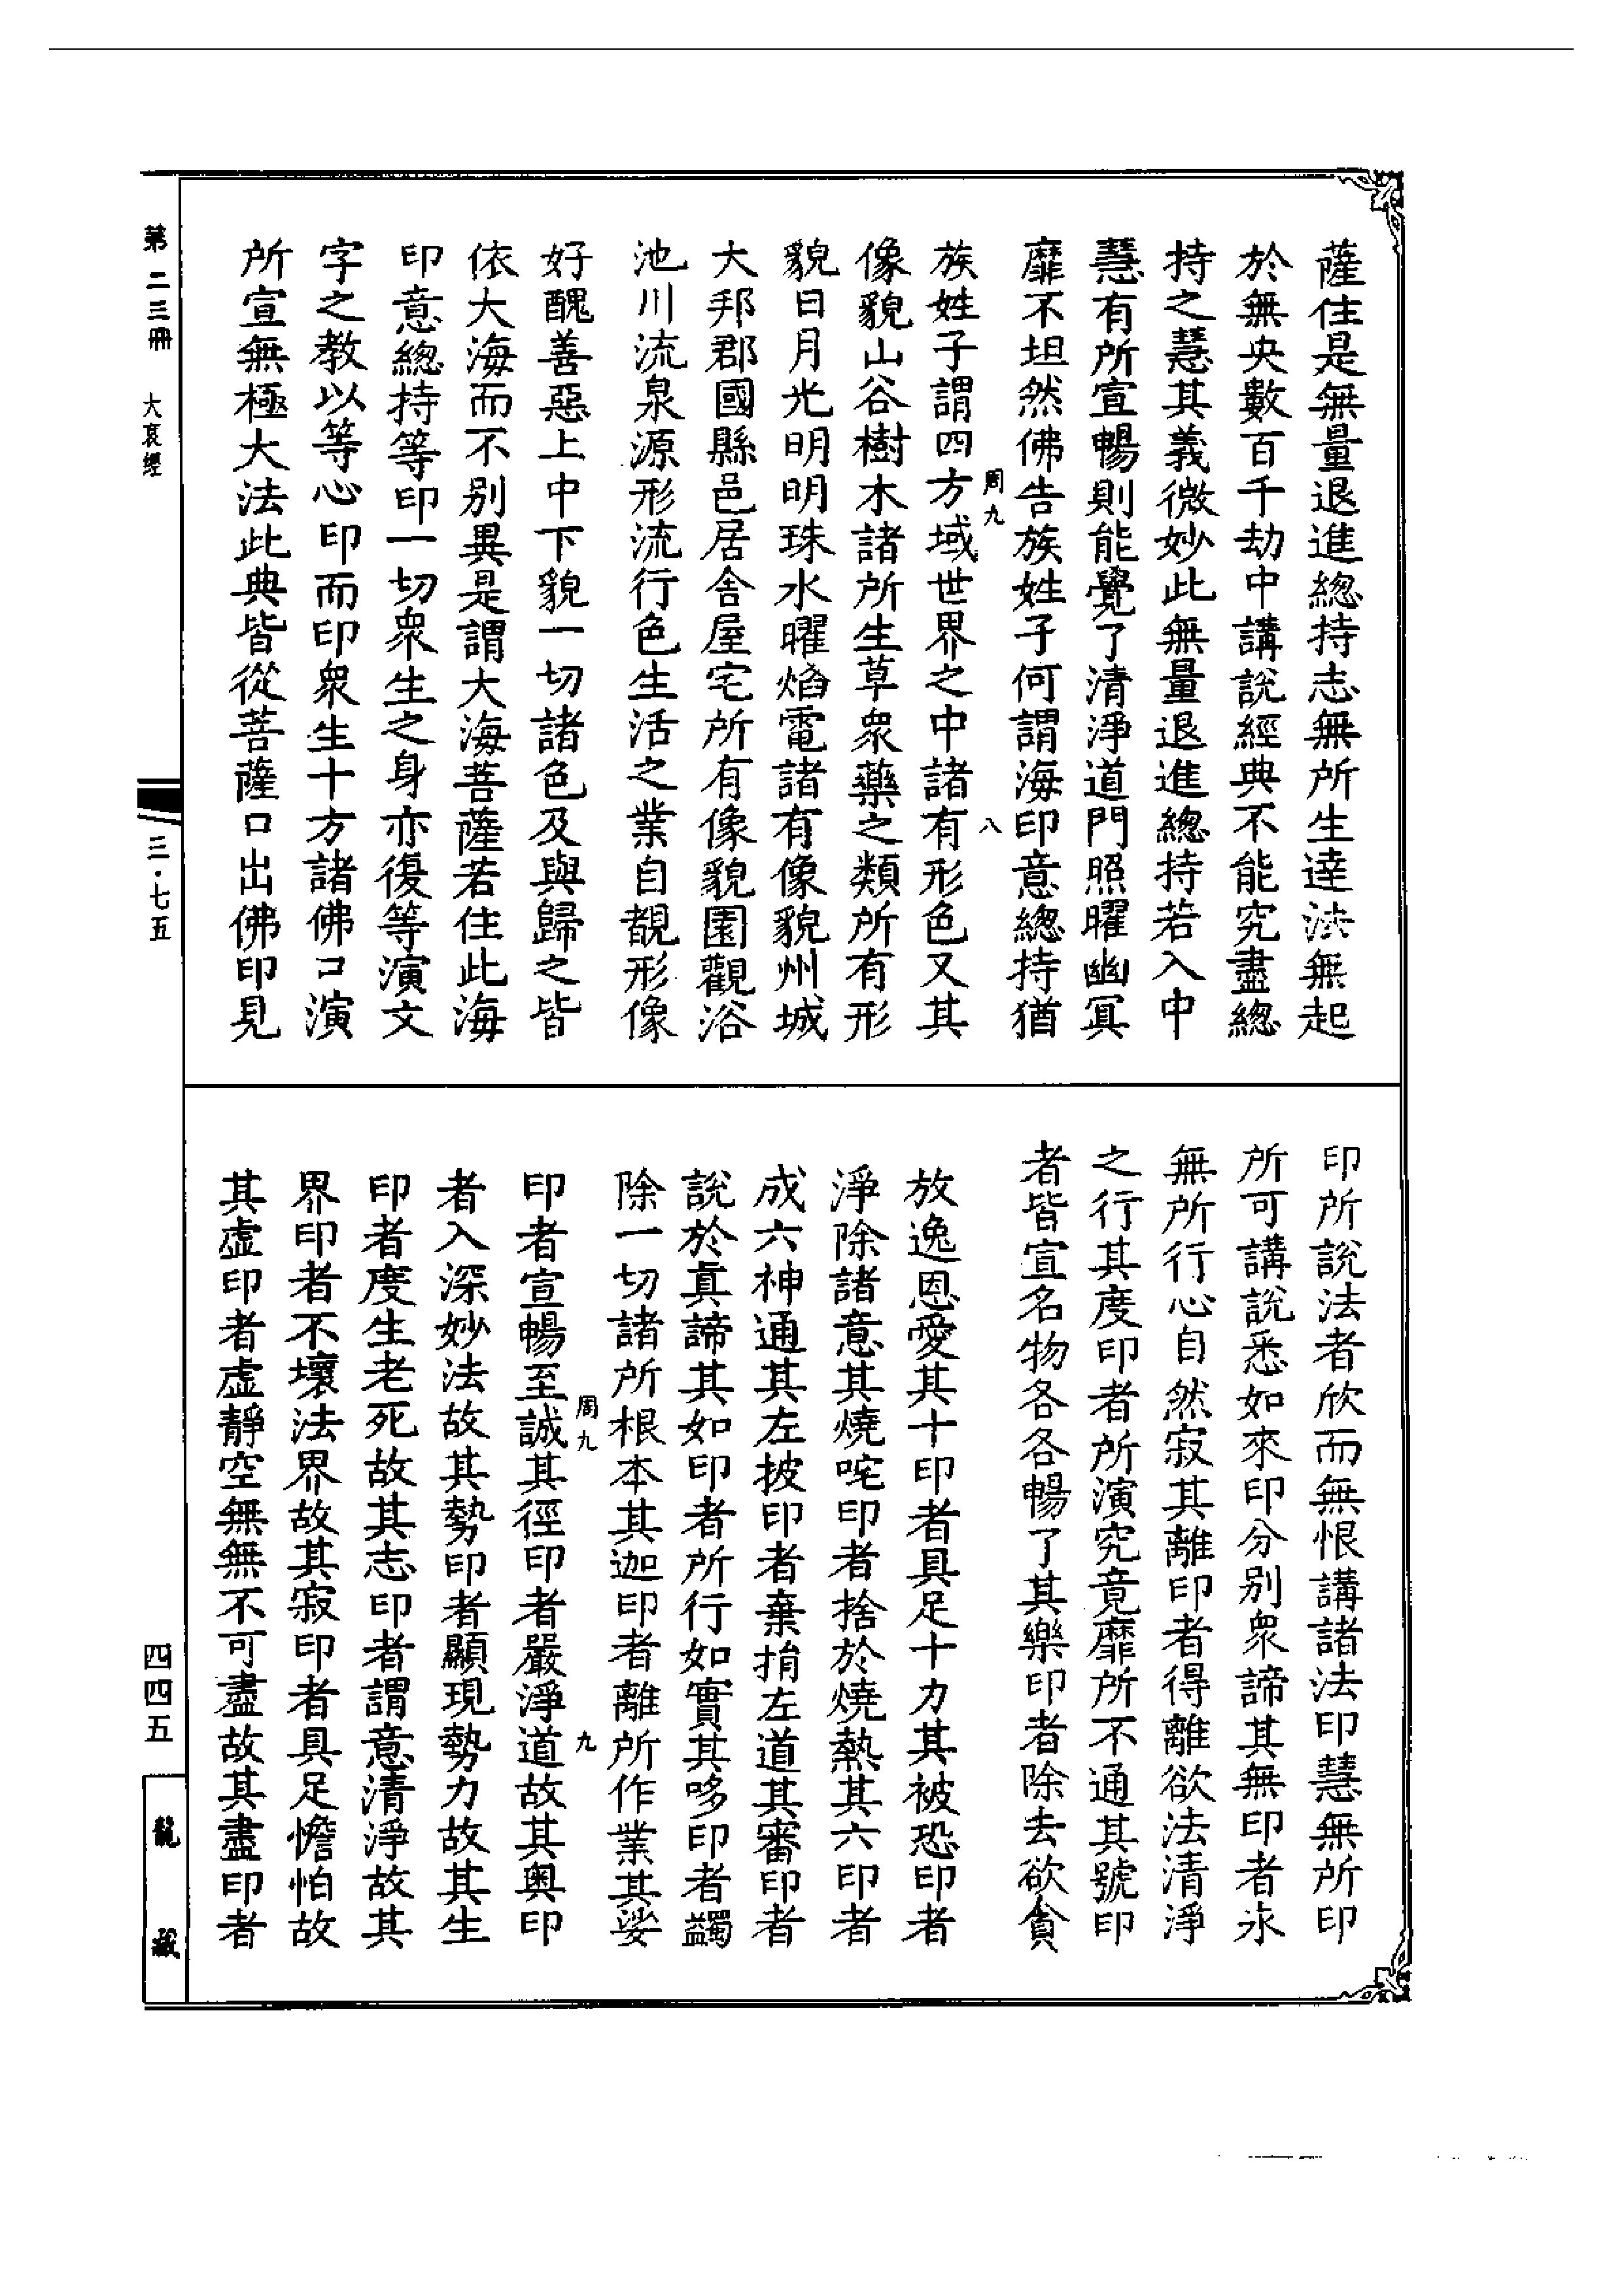 薩住是無量退進總持志無所生達法無起
於無央數百千劫中講說經典不能究盡總
持之慧其義微妙此無量退進總持若入中
慧有所宣暢則能覺了清淨道門照曜幽冥
靡不坦然佛告族姓子何謂海印意總持猶
周九
八
族姓子謂四方域世界之中諸有形色又其
像貌山谷樹木諸所生草衆藥之類所有形
貌日月光明明珠水曜焰電諸有像貌州城
大邦郡國縣邑居舍屋宅所有像貌園觀浴
池川流泉源形流行色生活之業自覩形像
好醜善惡上中下貌一切諸色及與歸之皆
依大海而不別異是謂大海菩薩若住此海
印意總持等印一切衆生之身亦復等演文
字之教以等心印而印衆生十方諸佛口演
所宣無極大法此典皆從菩薩口出佛印見
印所說法者欣而無恨講諸法印慧無所印
所可講說悉如來印分別衆諦其無印者永
無所行心自然寂其離印者得離欲法清淨
之行其度印者所演究竟靡所不通其號印
者皆宣名物各各暢了其樂印者除去欲貪
放逸恩愛其十印者具足十力其被恐印者
淨除諸意其燒咤印者捨於燒熱其六印者
成六神通其左披印者棄捐左道其審印者
說於眞諦其如印者所行如實其哆印者蠲
除一切諸所根本其迦印者離所作業其娑
周九
九
印者宣暢至誠其徑印者嚴淨道故其奧印
者入深妙法故其勢印者顯現勢力故其生
印者度生老死故其志印者謂意清淨故其
界印者不壞法界故其寂印者具足憺怕故
其虛印者虛靜空無無不可盡故其盡印者
第二三冊
大哀經
三·七五
四四五
龍藏